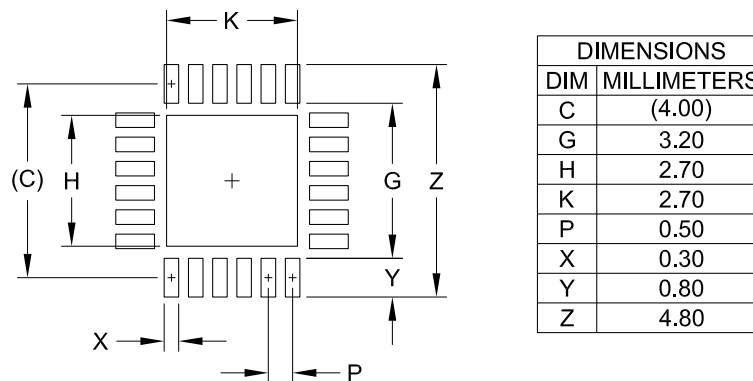 K
(C)
H
G
Z
Y
X
P
DIMENSIONS
DIM MILLIMETERS
C (4.00)
G 3.20
H 2.70
K 2.70
P 0.50
X 0.30
Y 0.80
Z 4.80